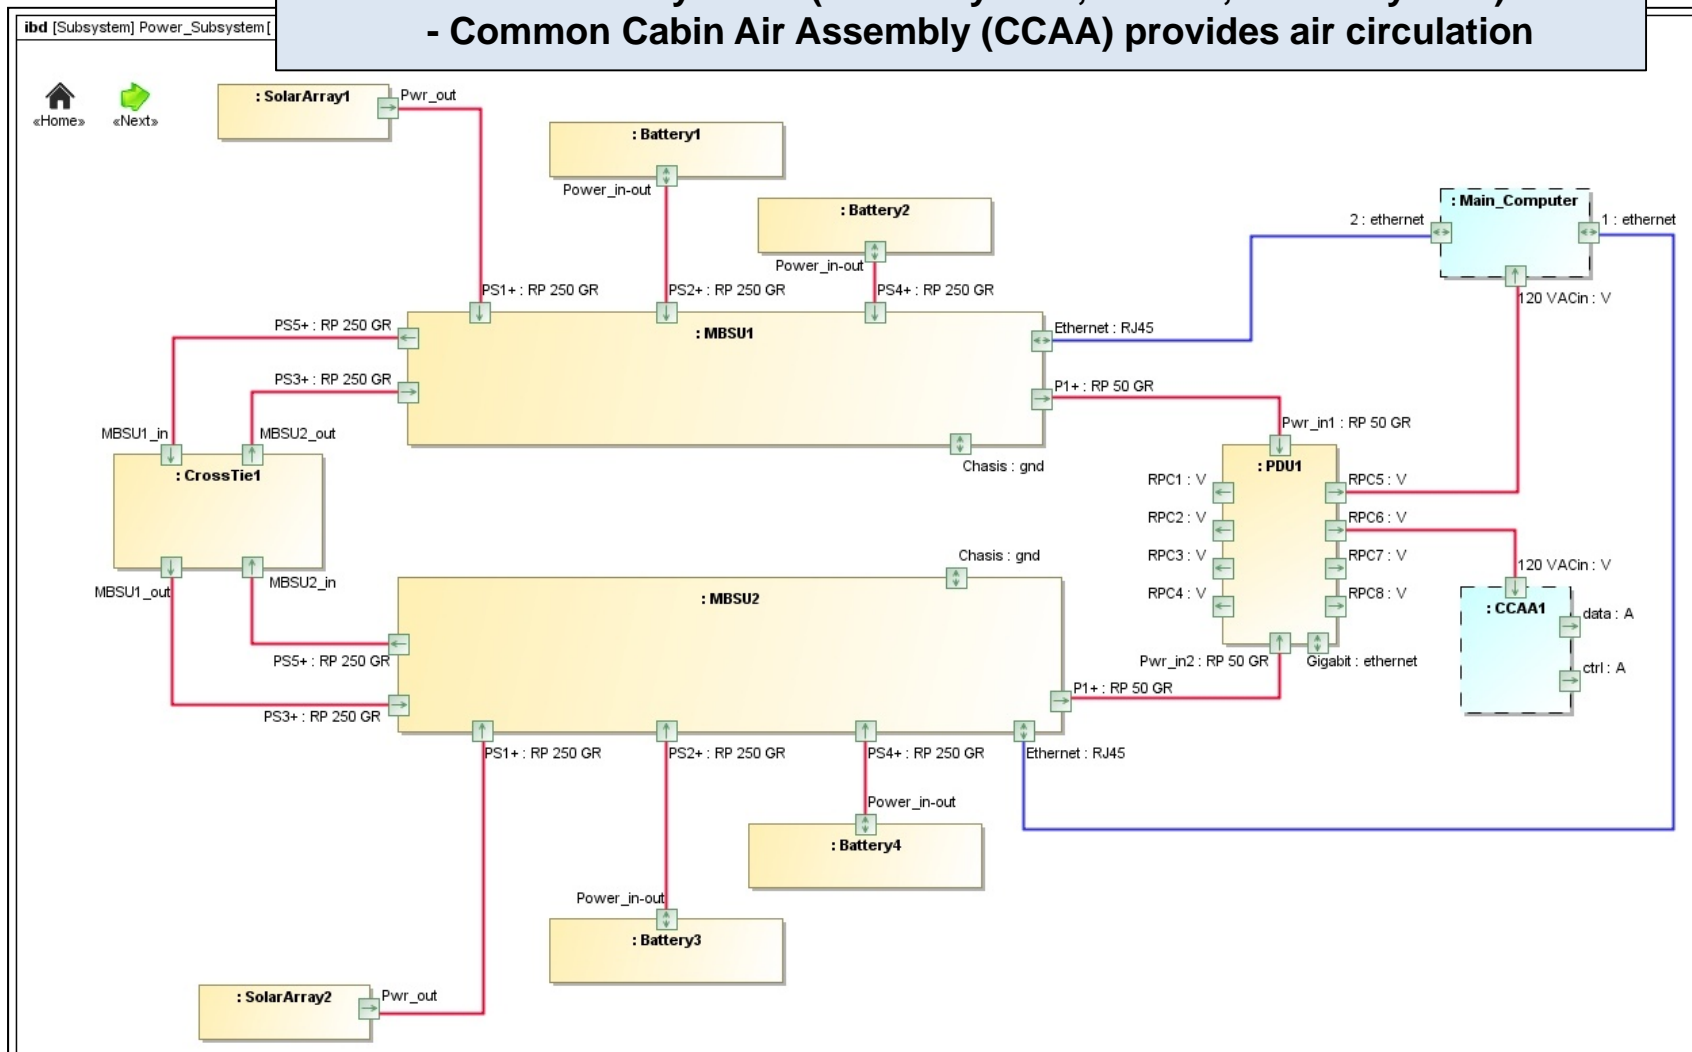 - Common Cabin Air Assembly (CCAA) provides air circulation
ibd [Subsystem] Power_Subsystem [
«Home»
«Next»
: SolarArray1
Pwr_out
: Battery1
Power_in-out
: Battery2
Power_in-out
: Main_Computer
2 : ethernet
1 : ethernet
120 VACin : V
PS1+ : RP 250 GR
PS2+ : RP 250 GR
PS4+ : RP 250 GR
PS5+ : RP 250 GR
: MBSU1
Ethernet : RJ45
PS3+ : RP 250 GR
P1+ : RP 50 GR
MBSU1_in
MBSU2_out
Chasis : gnd
Pwr_in1 : RP 50 GR
: CrossTie1
: PDU1
RPC1 : V
RPC5 : V
RPC2 : V
RPC6 : V
RPC3 : V
RPC7 : V
RPC4 : V
RPC8 : V
MBSU1_out
MBSU2_in
Chasis : gnd
120 VACin : V
: MBSU2
: CCAA1
data : A
ctrl : A
PS5+ : RP 250 GR
Pwr_in2 : RP 50 GR
Gigabit : ethernet
PS3+ : RP 250 GR
P1+ : RP 50 GR
PS1+ : RP 250 GR
PS2+ : RP 250 GR
PS4+ : RP 250 GR
Ethernet : RJ45
Power_in-out
: Battery4
Power_in-out
: Battery3
: SolarArray2
Pwr_out